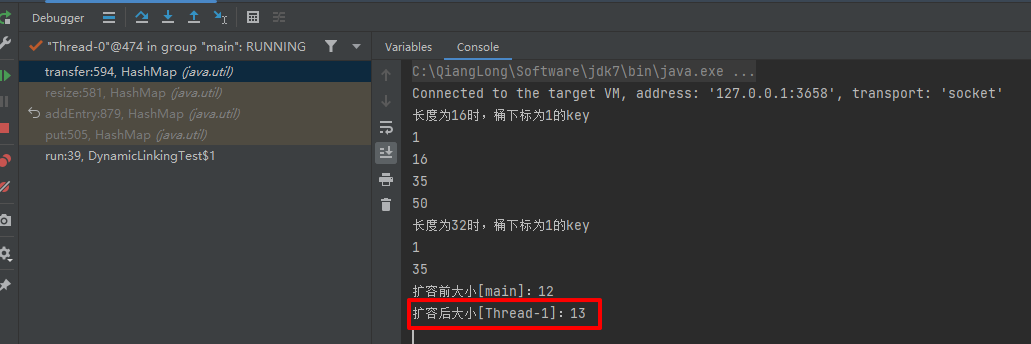 Debugger
"Thread-0"@474 in group "main": RUNNING
transfer:594, HashMap (java.util)
resize:581, HashMap (java.util)
addEntry:879, HashMap (java.util)
put:505, HashMap (java.util)
run:39, DynamicLinkingTest$1
Variables Console
C:\QiangLong\Software\jdk7\bin\java.exe ...
Connected to the target VM, address: '127.0.0.1:3658', transport: 'socket'
长度为16时，桶下标为1的key
1
16
35
50
长度为32时，桶下标为1的key
1
35
扩容前大小[main]：12
扩容后大小[Thread-1]：13